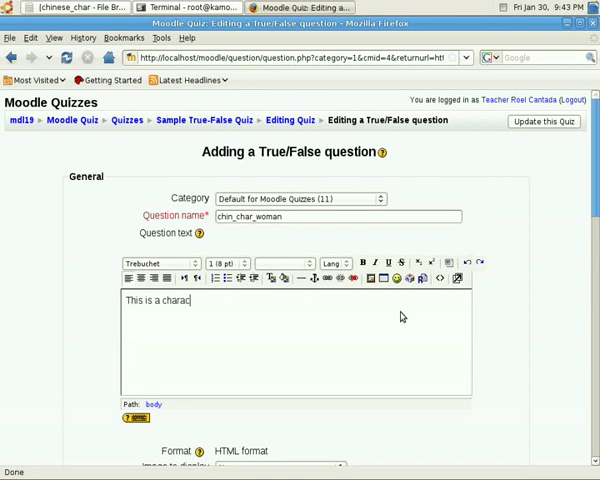 [chinese_char - File Br...
Terminal - root@kamo...
Moodle Quiz: Editing a...
Fri Jan 30, 9:43 PM
Moodle Quiz: Editing a True/False question - Mozilla Firefox
File Edit View History Bookmarks Tools Help
http://localhost/moodle/question/question.php?category=1&cmid=4&returnurl=htt
Google
Most Visited Getting Started Latest Headlines
Moodle Quizzes
You are logged in as Teacher Roel Cantada (Logout)
mdl19 ► Moodle Quiz ► Quizzes ► Sample True-False Quiz ► Editing Quiz ► Editing a True/False question
Update this Quiz
Adding a True/False question
General
Category Default for Moodle Quizzes (11)
Question name* chin_char_woman
Question text
Trebuchet 1 (8 pt) Lang B I U S
This is a charac
Path: body
Format HTML format
Image to display
Done